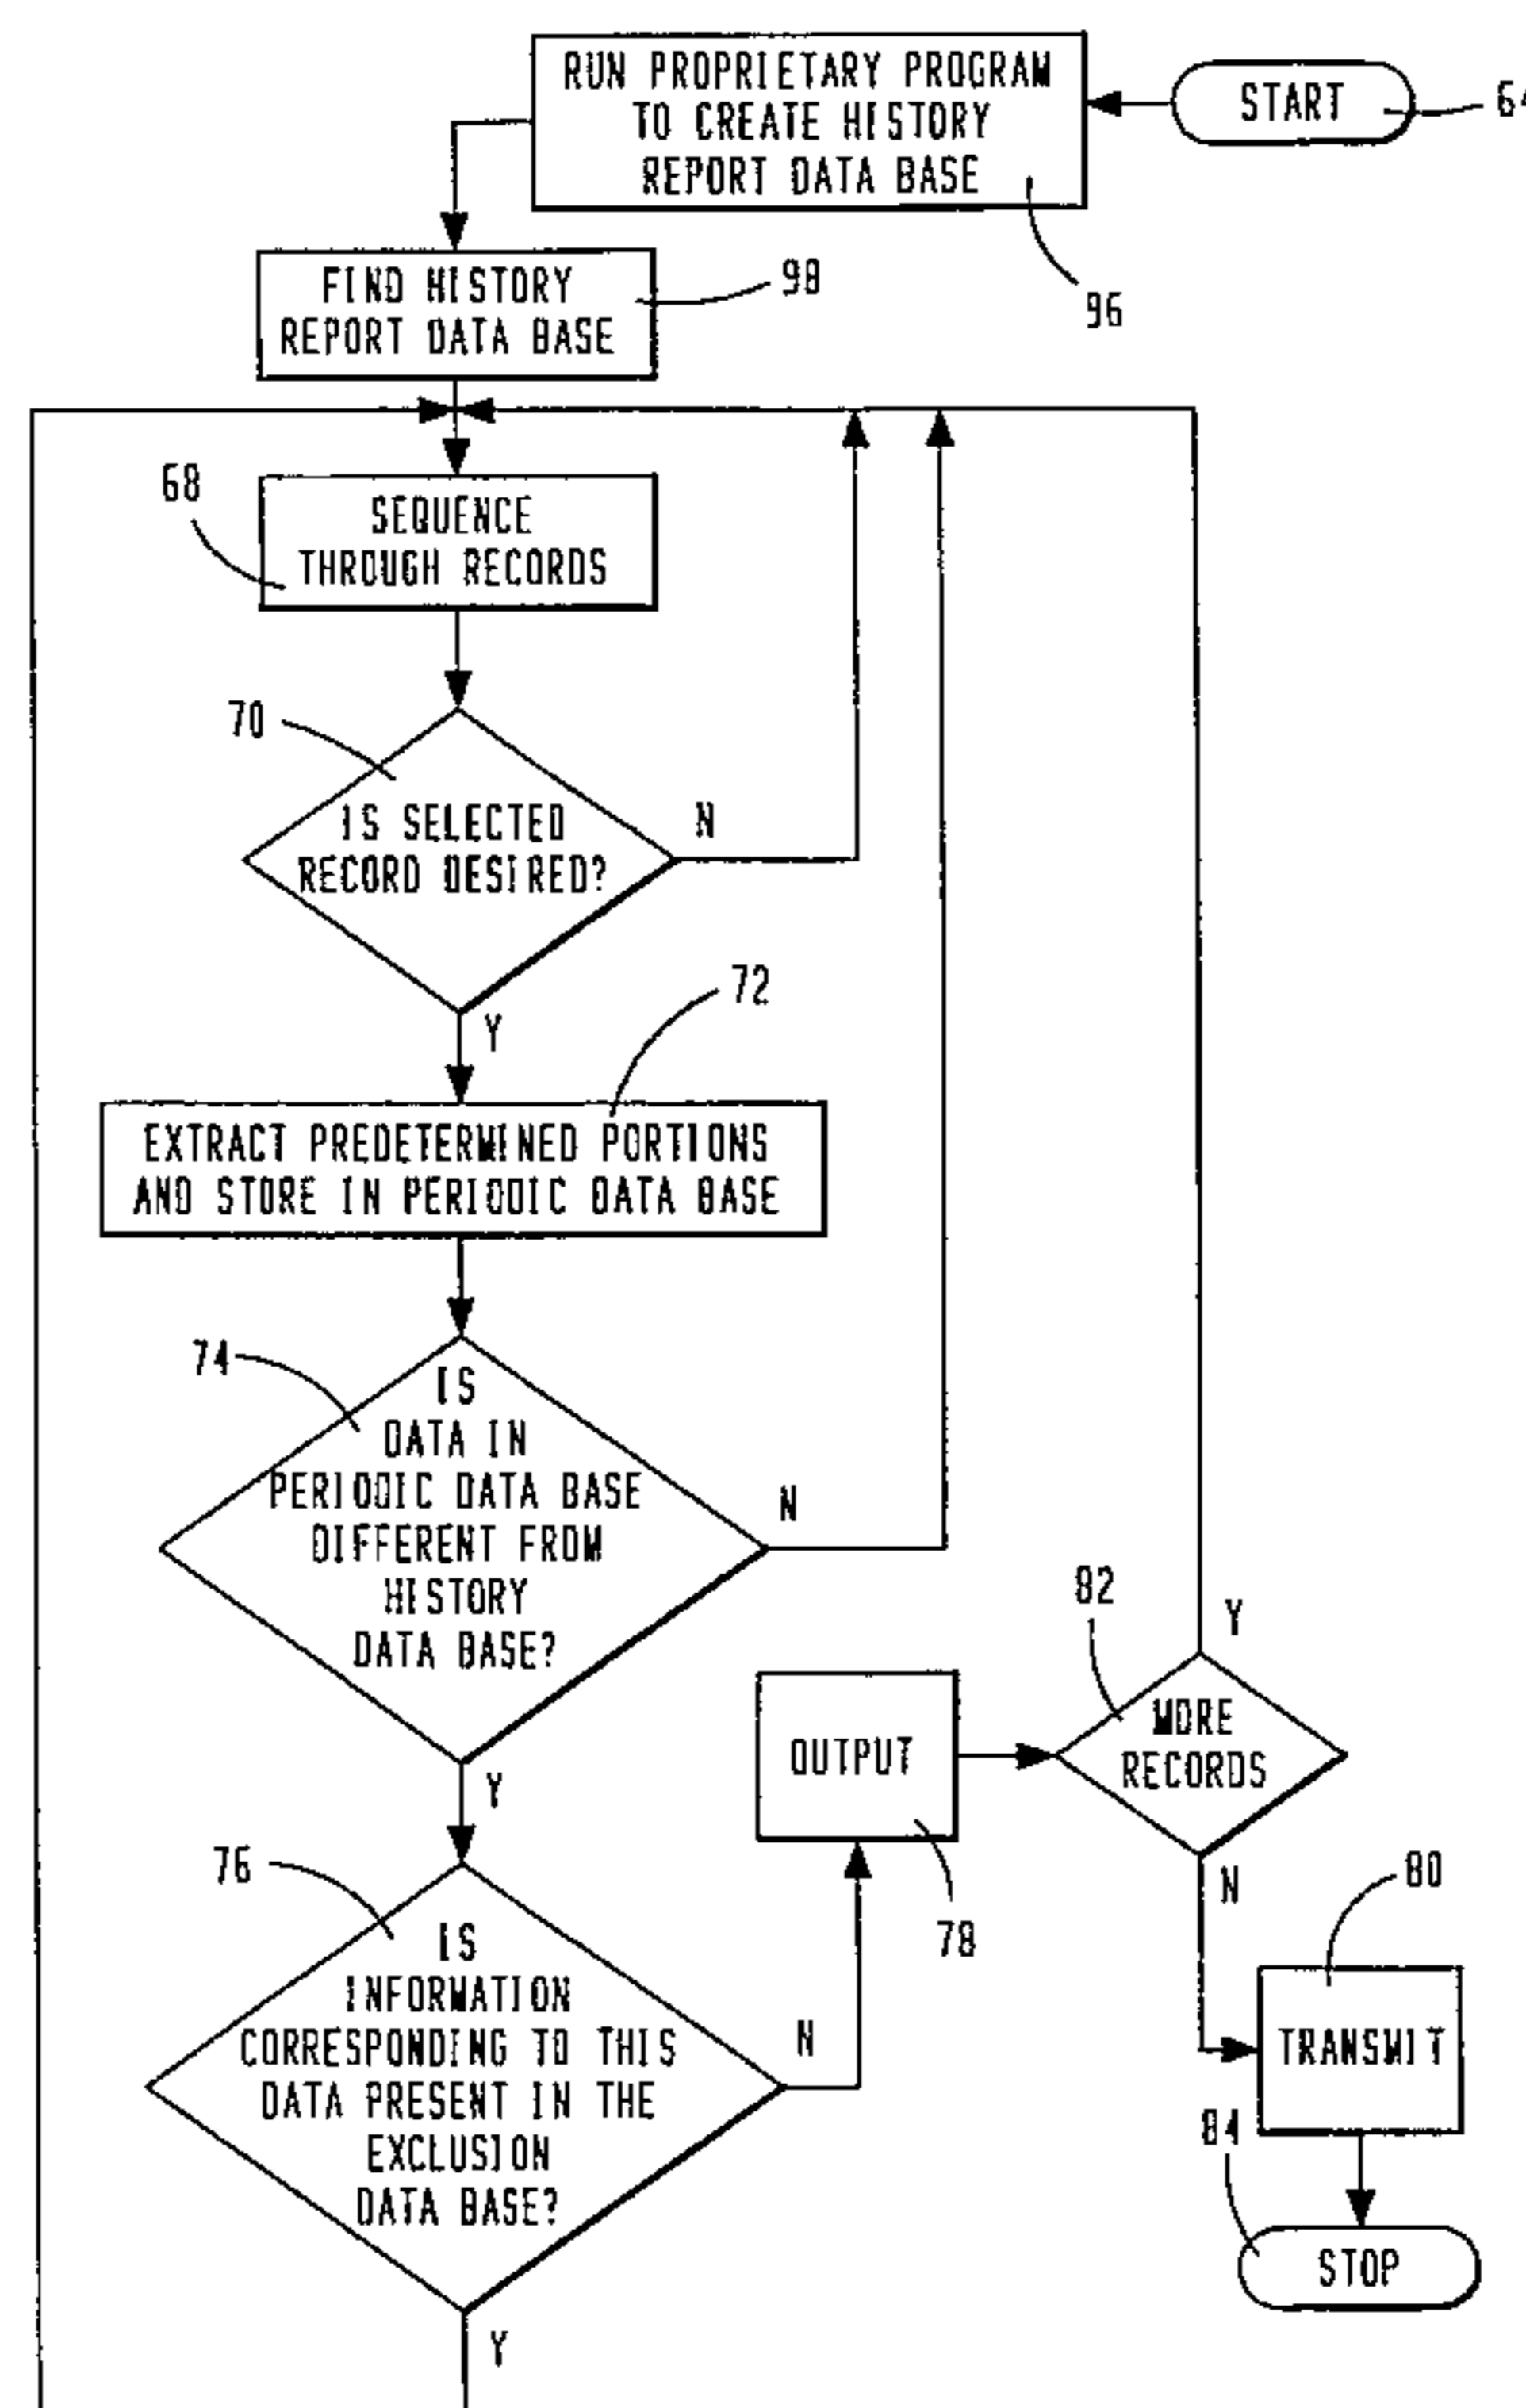 RUN PROPRIETARY PROGRAM
TO CREATE HISTORY
REPORT DATA BASE
START
96
FIND HISTORY
REPORT DATA BASE
98
68
SEQUENCE
THROUGH RECORDS
70
IS SELECTED
RECORD DESIRED?
N
Y
72
EXTRACT PREDETERMINED PORTIONS
AND STORE IN PERIODIC DATA BASE
74
IS
DATA IN
PERIODIC DATA BASE
DIFFERENT FROM
HISTORY
DATA BASE?
N
Y
76
IS
INFORMATION
CORRESPONDING TO THIS
DATA PRESENT IN THE
EXCLUSION
DATA BASE?
N
Y
OUTPUT
78
82
MORE
RECORDS
Y
N
80
TRANSMIT
84
STOP